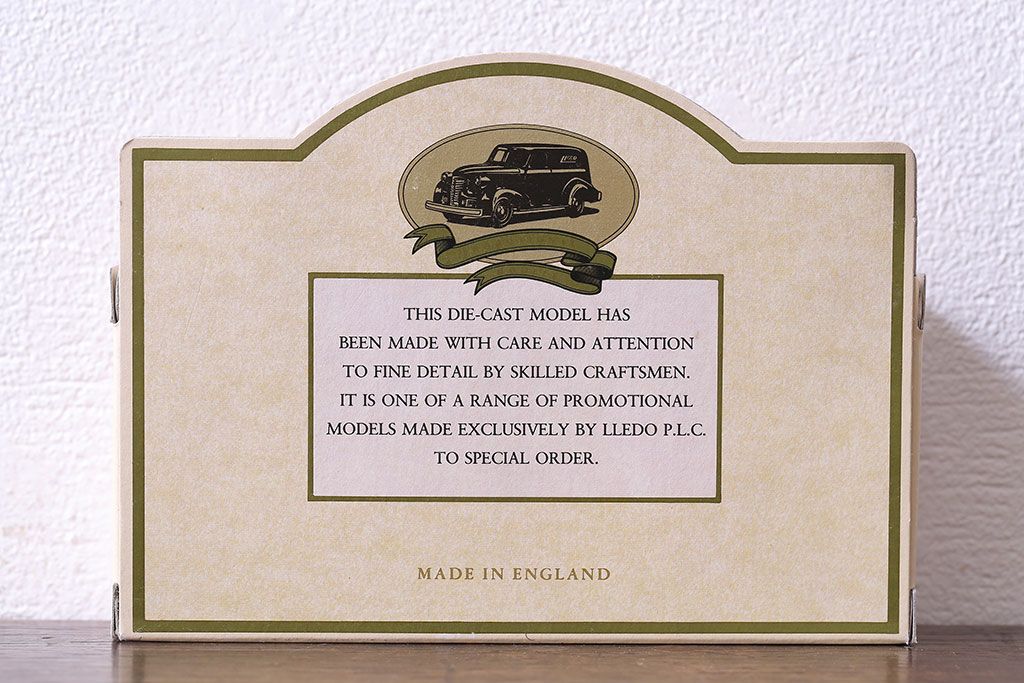 THIS DIE-CAST MODEL HAS
BEEN MADE WITH CARE AND ATTENTION
TO FINE DETAIL BY SKILLED CRAFTSMEN.
IT IS ONE OF A RANGE OF PROMOTIONAL
MODELS MADE EXCLUSIVELY BY LLEDO P.L.C.
TO SPECIAL ORDER.
MADE IN ENGLAND